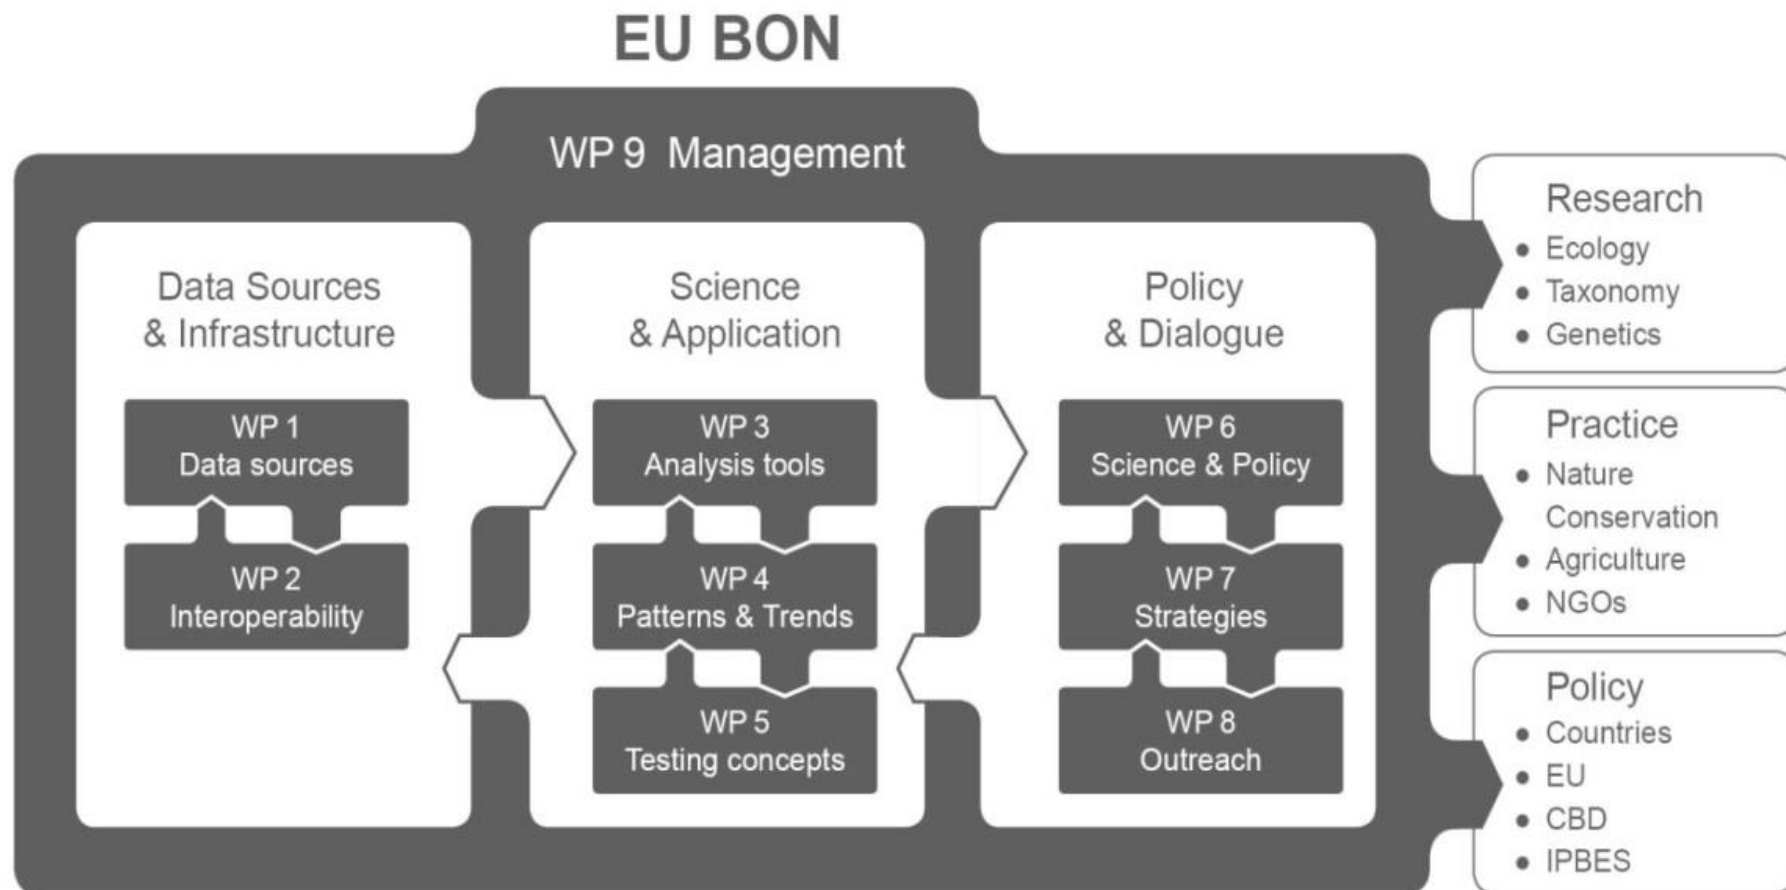 EU BON
WP 9 Management
Data Sources
& Infrastructure
WP 1
Data sources
WP 2
Interoperability
Science
& Application
WP 3
Analysis tools
WP 4
Patterns & Trends
WP 5
Testing concepts
Policy
& Dialogue
WP 6
Science & Policy
WP 7
Strategies
WP 8
Outreach
Research
• Ecology
• Taxonomy
• Genetics
Practice
• Nature
Conservation
• Agriculture
• NGOs
Policy
• Countries
• EU
• CBD
• IPBES